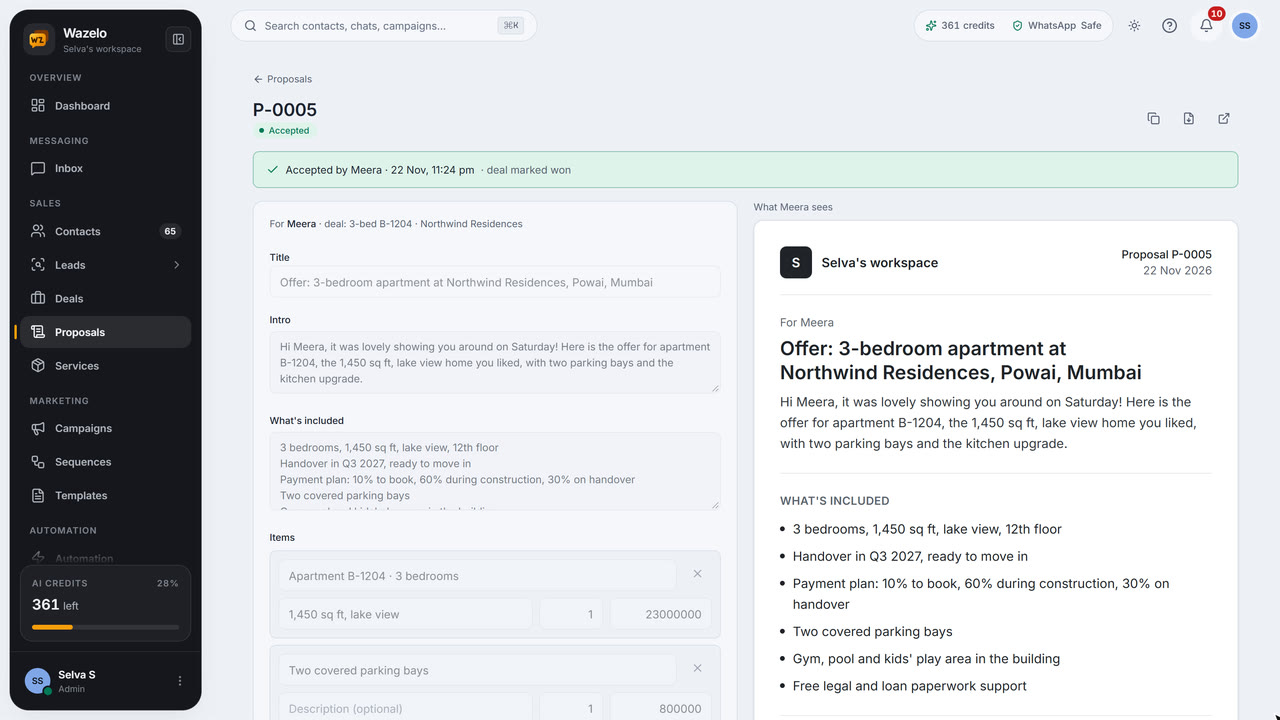 WZ
Wazelo
Selva's workspace
OVERVIEW
Dashboard
MESSAGING
Inbox
SALES
Contacts 65
Leads
Deals
Proposals
Services
MARKETING
Campaigns
Sequences
Templates
AUTOMATION
Automation
AI CREDITS 28%
361 left
SS
Selva S
Admin
Search contacts, chats, campaigns... ⌘K
361 credits
WhatsApp Safe
10
SS
← Proposals
P-0005
Accepted
Accepted by Meera · 22 Nov, 11:24 pm · deal marked won
For Meera · deal: 3-bed B-1204 · Northwind Residences
Title
Offer: 3-bedroom apartment at Northwind Residences, Powai, Mumbai
Intro
Hi Meera, it was lovely showing you around on Saturday! Here is the offer for apartment
B-1204, the 1,450 sq ft, lake view home you liked, with two parking bays and the
kitchen upgrade.
What's included
3 bedrooms, 1,450 sq ft, lake view, 12th floor
Handover in Q3 2027, ready to move in
Payment plan: 10% to book, 60% during construction, 30% on handover
Two covered parking bays
Items
Apartment B-1204 · 3 bedrooms
1,450 sq ft, lake view 1 23000000
Two covered parking bays
Description (optional) 1 800000
What Meera sees
S
Selva's workspace
Proposal P-0005
22 Nov 2026
For Meera
Offer: 3-bedroom apartment at
Northwind Residences, Powai, Mumbai
Hi Meera, it was lovely showing you around on Saturday! Here is the
offer for apartment B-1204, the 1,450 sq ft, lake view home you liked,
with two parking bays and the kitchen upgrade.
WHAT'S INCLUDED
• 3 bedrooms, 1,450 sq ft, lake view, 12th floor
• Handover in Q3 2027, ready to move in
• Payment plan: 10% to book, 60% during construction, 30% on
handover
• Two covered parking bays
• Gym, pool and kids' play area in the building
• Free legal and loan paperwork support